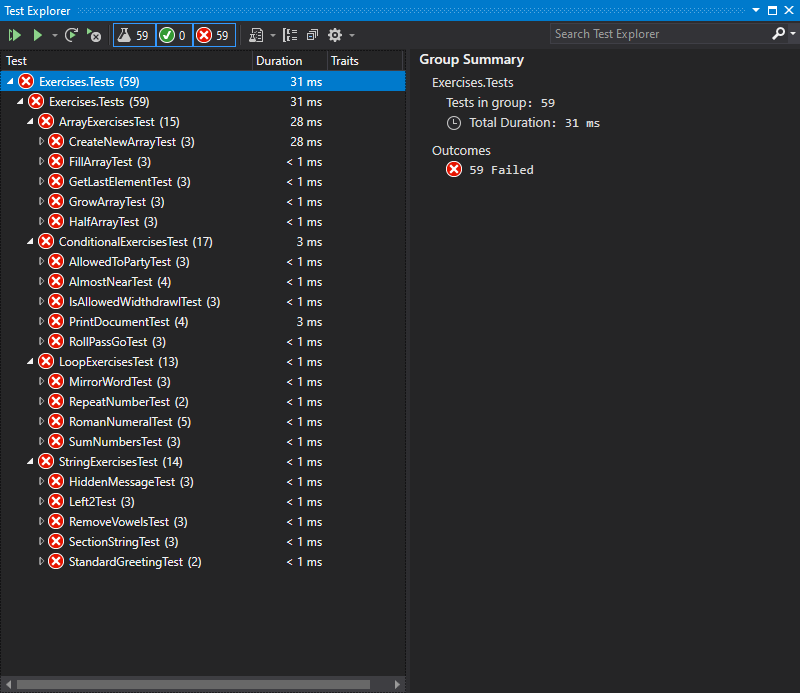 Test Explorer
59 0 59
Search Test Explorer
Test Duration Traits
Exercises.Tests (59) 31 ms
Exercises.Tests (59) 31 ms
ArrayExercisesTest (15) 28 ms
CreateNewArrayTest (3) 28 ms
FillArrayTest (3) < 1 ms
GetLastElementTest (3) < 1 ms
GrowArrayTest (3) < 1 ms
HalfArrayTest (3) < 1 ms
ConditionalExercisesTest (17) 3 ms
AllowedToPartyTest (3) < 1 ms
AlmostNearTest (4) < 1 ms
IsAllowedWidthdrawlTest (3) < 1 ms
PrintDocumentTest (4) 3 ms
RollPassGoTest (3) < 1 ms
LoopExercisesTest (13) < 1 ms
MirrorWordTest (3) < 1 ms
RepeatNumberTest (2) < 1 ms
RomanNumeralTest (5) < 1 ms
SumNumbersTest (3) < 1 ms
StringExercisesTest (14) < 1 ms
HiddenMessageTest (3) < 1 ms
Left2Test (3) < 1 ms
RemoveVowelsTest (3) < 1 ms
SectionStringTest (3) < 1 ms
StandardGreetingTest (2) < 1 ms
Group Summary
Exercises.Tests
Tests in group: 59
Total Duration: 31 ms
Outcomes
59 Failed